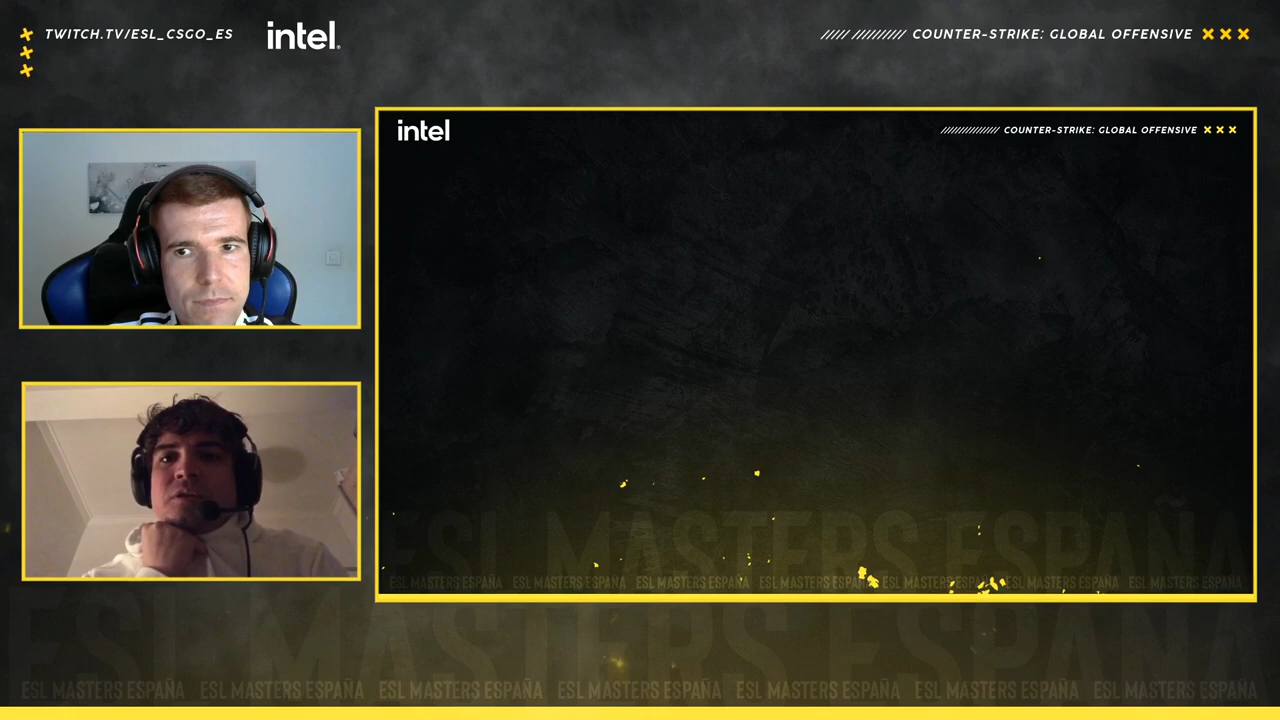 TWITCH.TV/ESL_CSGO_ES
intel.
COUNTER-STRIKE: GLOBAL OFFENSIVE
intel
COUNTER-STRIKE: GLOBAL OFFENSIVE
ESL MASTERS ESPAÑA
ESL MASTERS ESPAÑA ESL MASTERS ESPAÑA ESL MASTERS ESPAÑA ESL MASTERS ESPAÑA ESL MASTERS ESPAÑA ESL MASTERS ESPAÑA ESL MASTERS ESPAÑA
ESL MASTERS ESPAÑA
ESL MASTERS ESPAÑA ESL MASTERS ESPAÑA ESL MASTERS ESPAÑA ESL MASTERS ESPAÑA ESL MASTERS ESPAÑA ESL MASTERS ESPAÑA ESL MASTERS ESPAÑA